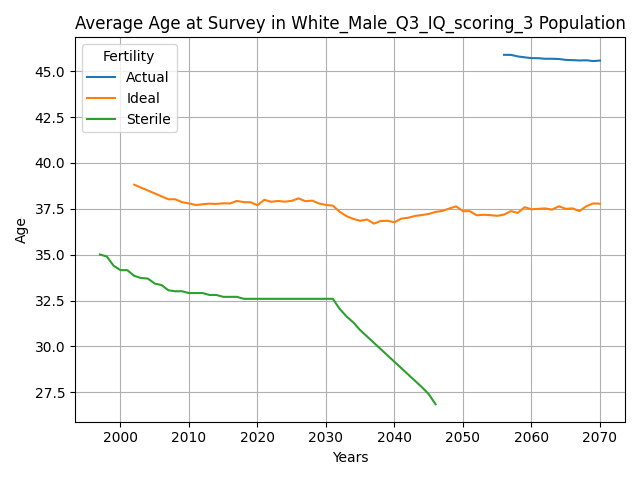 Average Age at Survey in White_Male_Q3_IQ_scoring_3 Population
Fertility
Actual
Ideal
Sterile
45.0
42.5
40.0
37.5
35.0
32.5
30.0
27.5
Age
2000 2010 2020 2030 2040 2050 2060 2070
Years